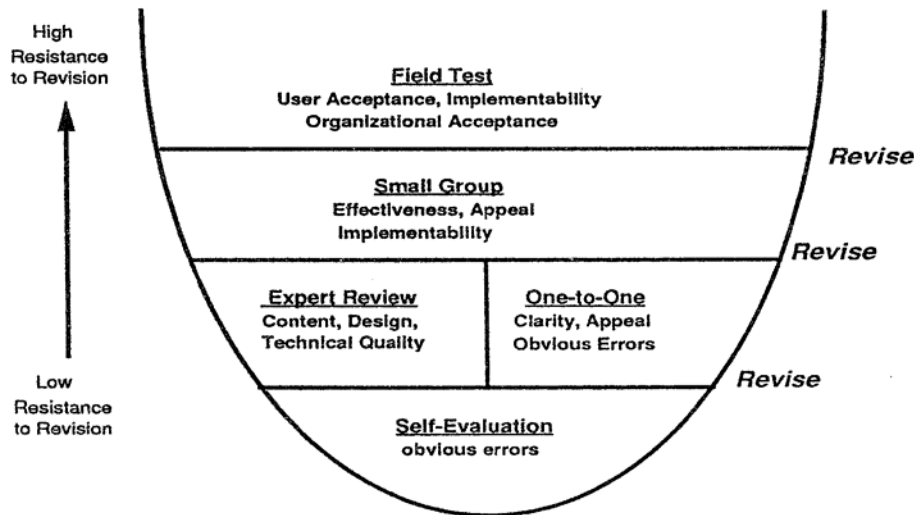 High
Resistance
to Revision
Field Test
User Acceptance, Implementability
Organizational Acceptance
Revise
Small Group
Effectiveness, Appeal
Implementability
Revise
Expert Review
Content, Design,
Technical Quality
One-to-One
Clarity, Appeal
Obvious Errors
Revise
Low
Resistance
to Revision
Self-Evaluation
obvious errors